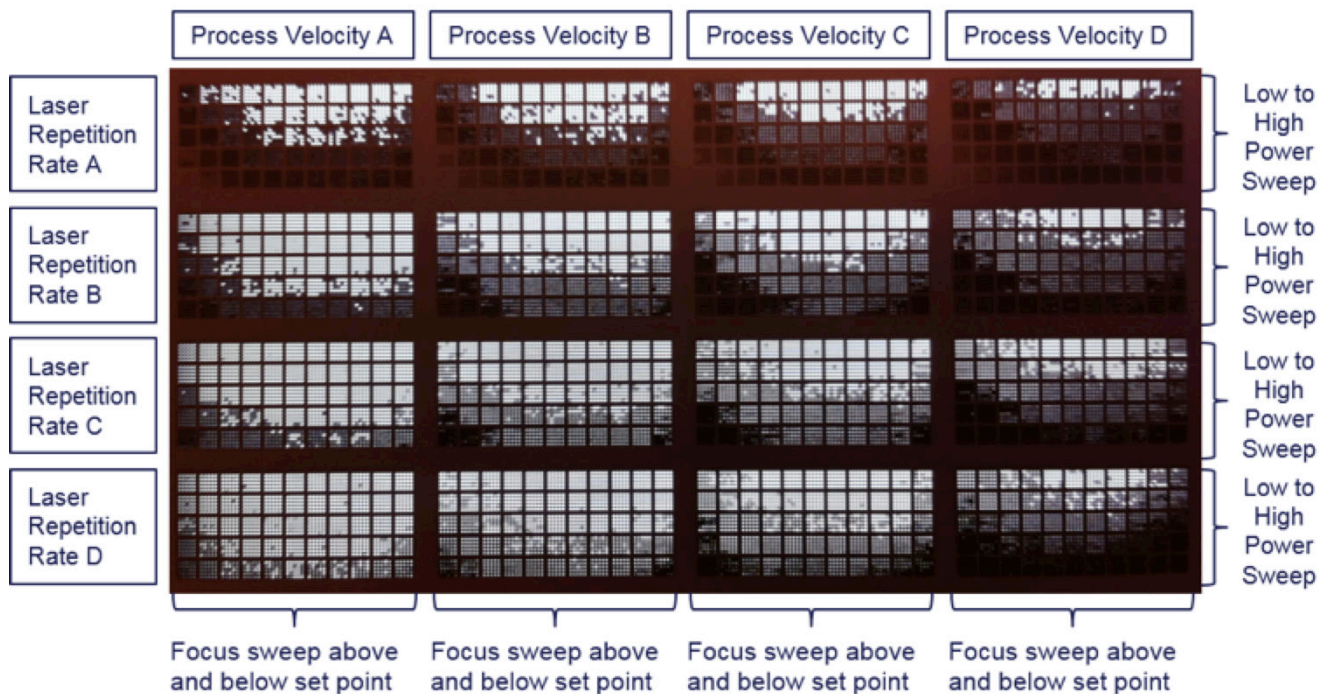 Process Velocity A
Process Velocity B
Process Velocity C
Process Velocity D
Laser
Repetition
Rate A
Low to
High
Power
Sweep
Laser
Repetition
Rate B
Low to
High
Power
Sweep
Laser
Repetition
Rate C
Low to
High
Power
Sweep
Laser
Repetition
Rate D
Low to
High
Power
Sweep
Focus sweep above
and below set point
Focus sweep above
and below set point
Focus sweep above
and below set point
Focus sweep above
and below set point